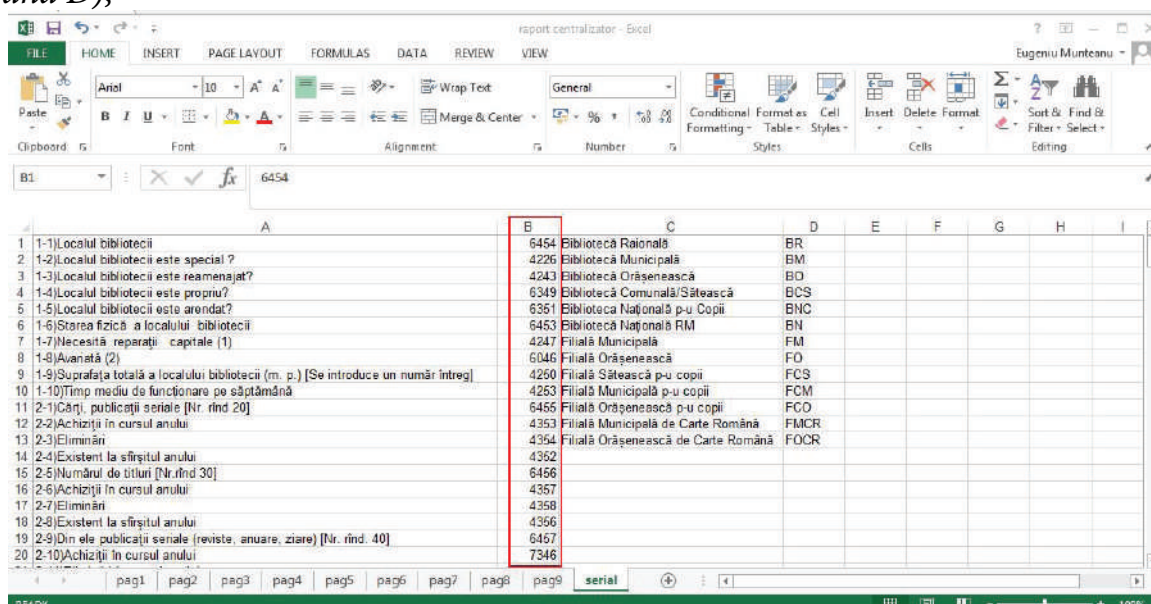 raport centralizator - Excel
FILE HOME INSERT PAGE LAYOUT FORMULAS DATA REVIEW VIEW Eugeniu Munteanu
Paste Arial 10 Wrap Text General Conditional Formatting Format as Table Cell Styles Insert Delete Format Sort & Filter Find & Select
B I U Merge & Center %
Clipboard Font Alignment Number Styles Cells Editing
B1 fx 6454
A B C D E F G H I
1 1-1)Localul bibliotecii 6454 Bibliotecă Raională BR
2 1-2)Localul bibliotecii este special ? 4226 Bibliotecă Municipală BM
3 1-3)Localul bibliotecii este reamenajat? 4243 Bibliotecă Orășenească BO
4 1-4)Localul bibliotecii este propriu? 6349 Bibliotecă Comunală/Sătească BCS
5 1-5)Localul bibliotecii este arendat? 6351 Biblioteca Națională p-u Copii BNC
6 1-6)Starea fizică a localului bibliotecii 6453 Bibliotecă Națională RM BN
7 1-7)Necesită reparații capitale (1) 4247 Filială Municipală FM
8 1-8)Avariată (2) 6046 Filială Orășenească FO
9 1-9)Suprafața totală a localului bibliotecii (m. p.) [Se introduce un număr întreg] 4250 Filială Sătească p-u copii FCS
10 1-10)Timp mediu de funcționare pe săptămână 4253 Filială Municipală p-u copii FCM
11 2-1)Cărți, publicații seriale [Nr. rînd 20] 6455 Filială Orășenească p-u copii FCO
12 2-2)Achiziții în cursul anului 4353 Filială Municipală de Carte Română FMCR
13 2-3)Eliminări 4354 Filială Orășenească de Carte Română FOCR
14 2-4)Existent la sfîrșitul anului 4352
15 2-5)Numărul de titluri [Nr.rînd 30] 6456
16 2-6)Achiziții în cursul anului 4357
17 2-7)Eliminări 4358
18 2-8)Existent la sfîrșitul anului 4356
19 2-9)Din ele publicații seriale (reviste, anuare, ziare) [Nr. rînd. 40] 6457
20 2-10)Achiziții în cursul anului 7346
pag1 pag2 pag3 pag4 pag5 pag6 pag7 pag8 pag9 serial